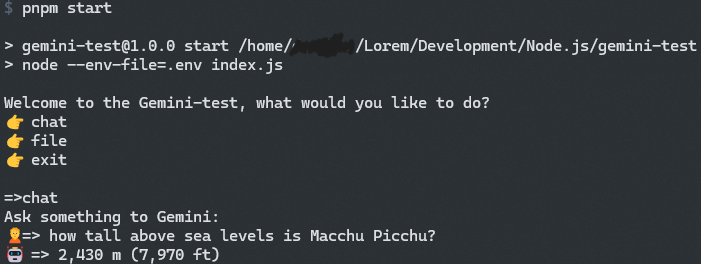 $ pnpm start
> gemini-test@1.0.0 start /home/ /Lorem/Development/Node.js/gemini-test
> node --env-file=.env index.js
Welcome to the Gemini-test, what would you like to do?
👉 chat
👉 file
👉 exit
=>chat
Ask something to Gemini:
🙎=> how tall above sea levels is Macchu Picchu?
🤖 => 2,430 m (7,970 ft)